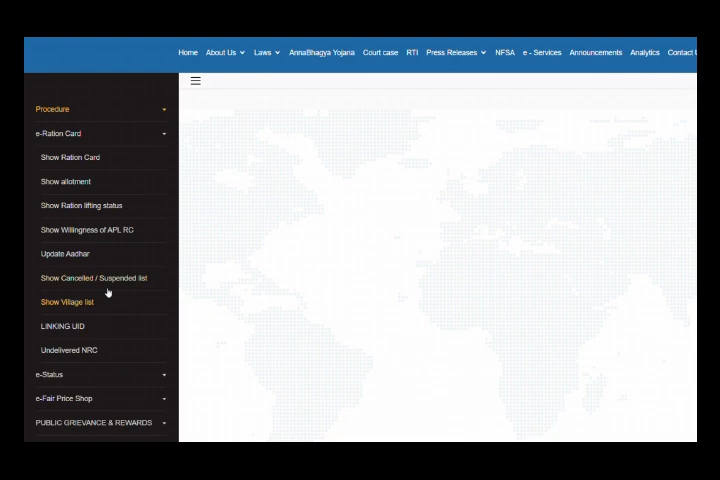 Home About Us Laws AnnaBhagya Yojana Court case RTI Press Releases NFSA e - Services Announcements Analytics Contact
Procedure
e-Ration Card
Show Ration Card
Show allotment
Show Ration lifting status
Show Willingness of APL RC
Update Aadhar
Show Cancelled / Suspended list
Show Village list
LINKING UID
Undelivered NRC
e-Status
e-Fair Price Shop
PUBLIC GRIEVANCE & REWARDS